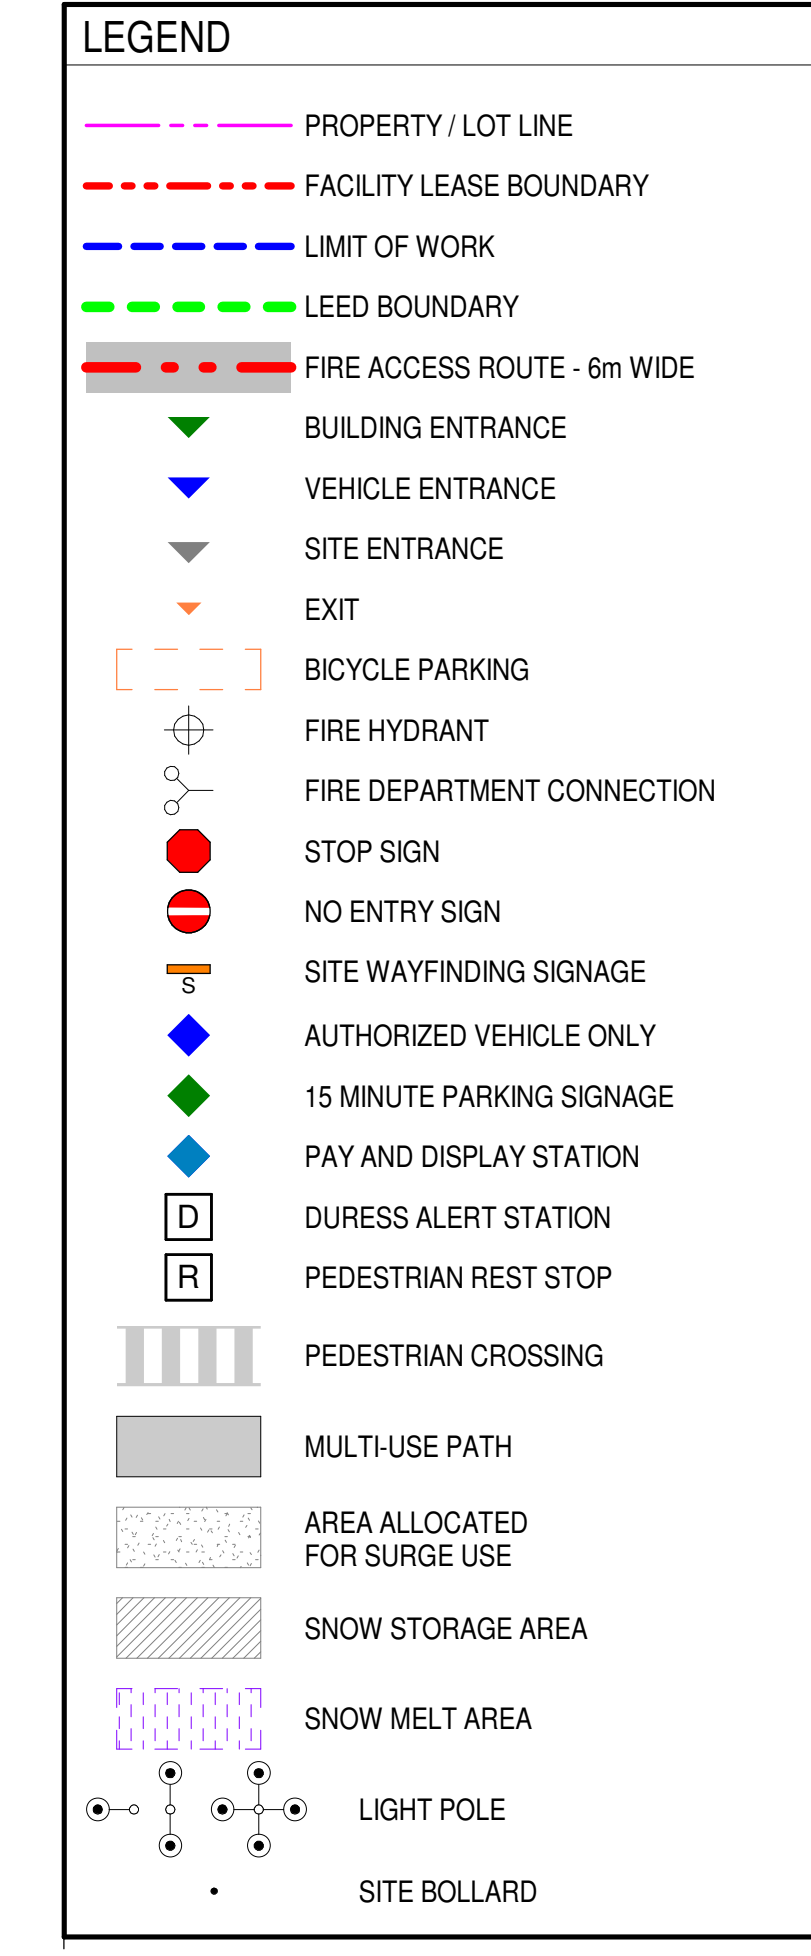 LEGEND
PROPERTY / LOT LINE
FACILITY LEASE BOUNDARY
LIMIT OF WORK
LEED BOUNDARY
FIRE ACCESS ROUTE - 6m WIDE
BUILDING ENTRANCE
VEHICLE ENTRANCE
SITE ENTRANCE
EXIT
BICYCLE PARKING
FIRE HYDRANT
FIRE DEPARTMENT CONNECTION
STOP SIGN
NO ENTRY SIGN
SITE WAYFINDING SIGNAGE
S
AUTHORIZED VEHICLE ONLY
15 MINUTE PARKING SIGNAGE
PAY AND DISPLAY STATION
D DURESS ALERT STATION
R PEDESTRIAN REST STOP
PEDESTRIAN CROSSING
MULTI-USE PATH
AREA ALLOCATED
FOR SURGE USE
SNOW STORAGE AREA
SNOW MELT AREA
LIGHT POLE
SITE BOLLARD